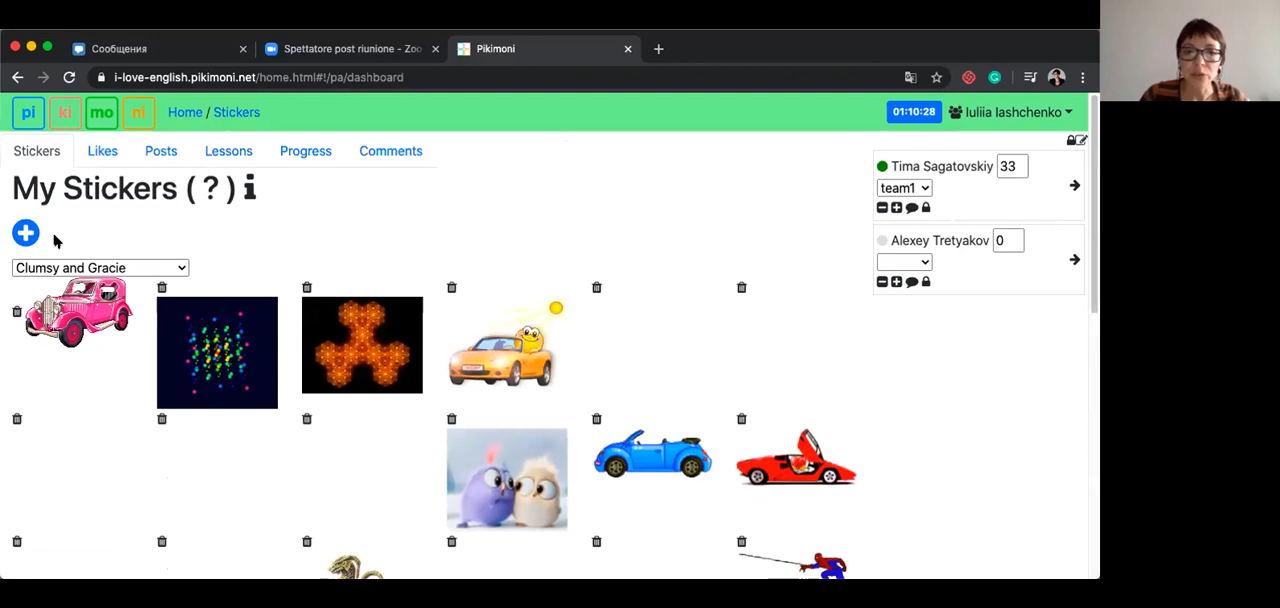 Сообщения
Spettatore post riunione - Zoo
Pikimoni
i-love-english.pikimoni.net/home.html#!/pa/dashboard
pi ki mo ni Home / Stickers 01:10:28 Iuliia Iashchenko
Stickers Likes Posts Lessons Progress Comments
My Stickers ( ? ) i
Clumsy and Gracie
Tima Sagatovskiy 33
team1
Alexey Tretyakov 0